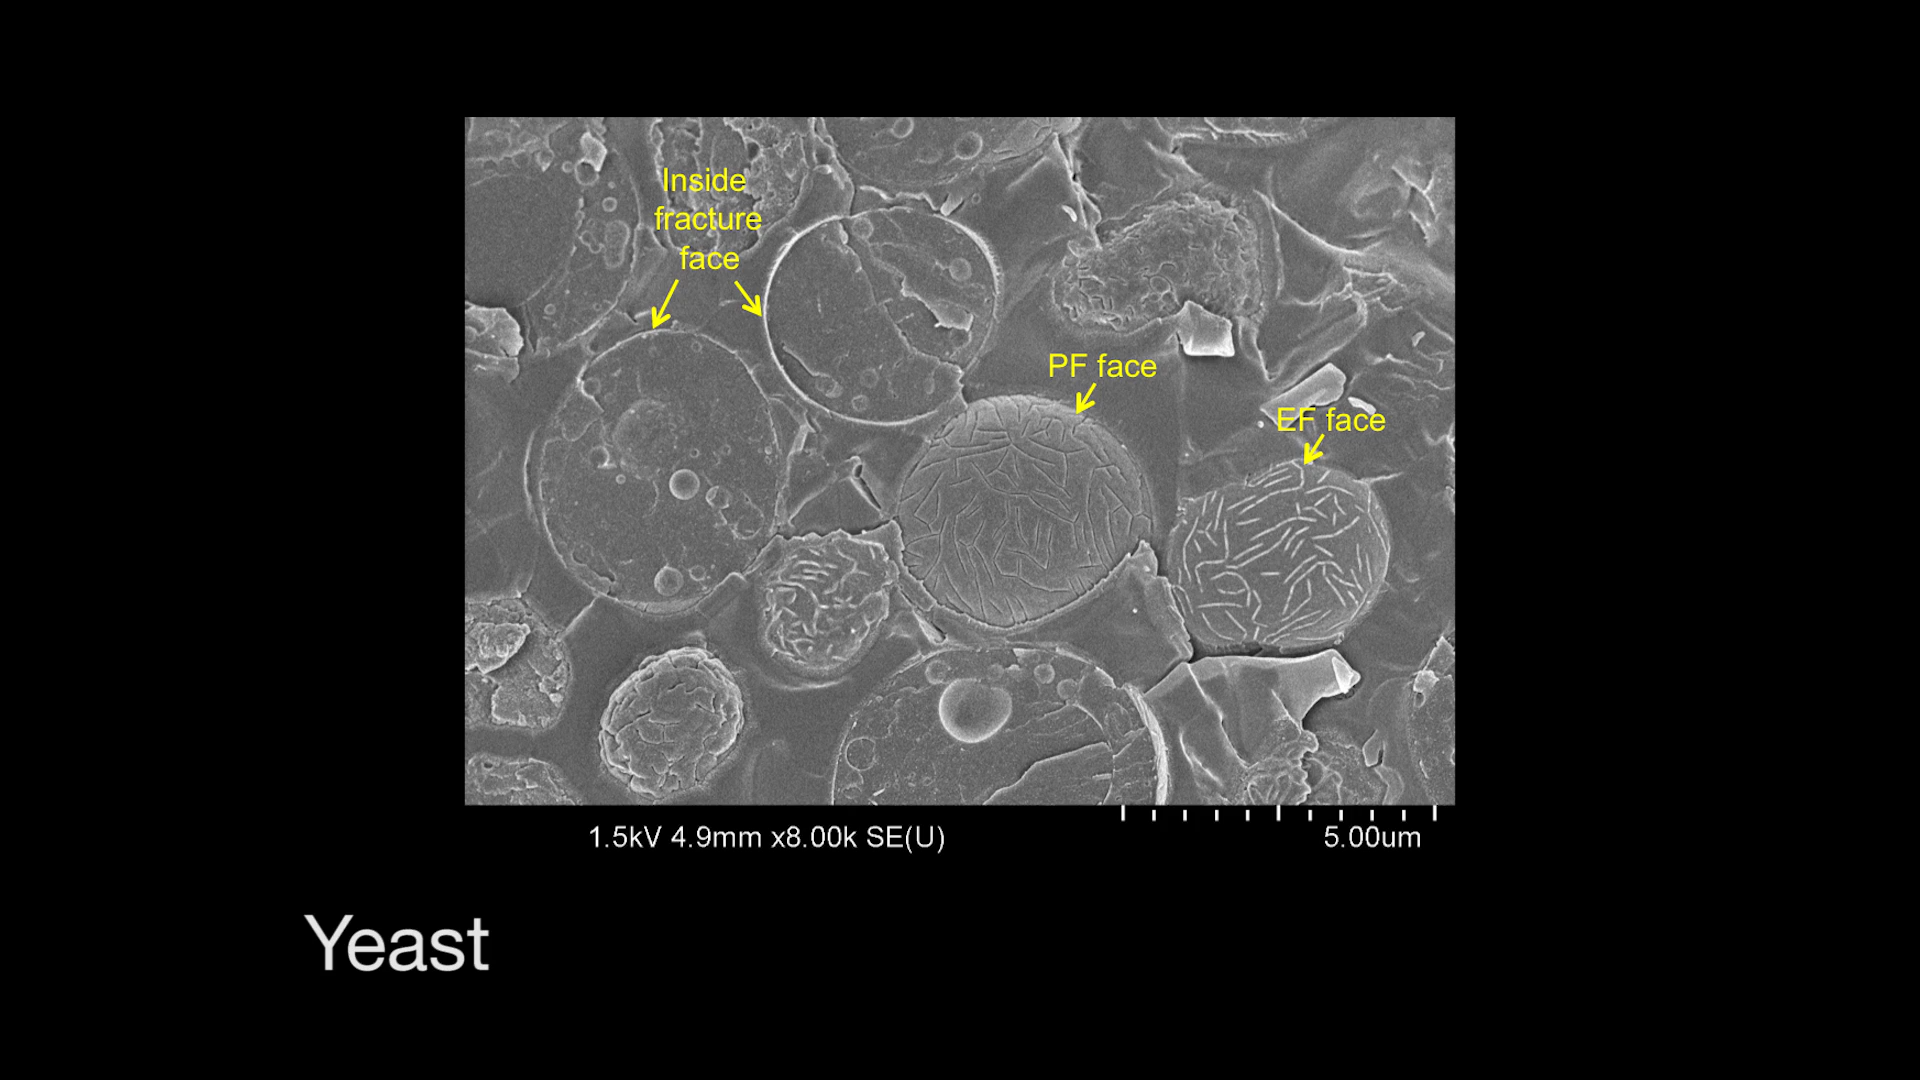 Inside
fracture
face
PF face
EF face
1.5kV 4.9mm x8.00k SE(U)
5.00um
Yeast